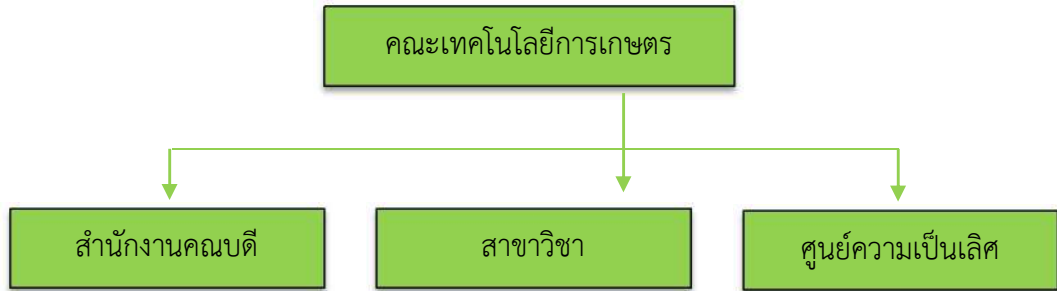 คณะเทคโนโลยีการเกษตร
สำนักงานคณบดี
สาขาวิชา
ศูนย์ความเป็นเลิศ